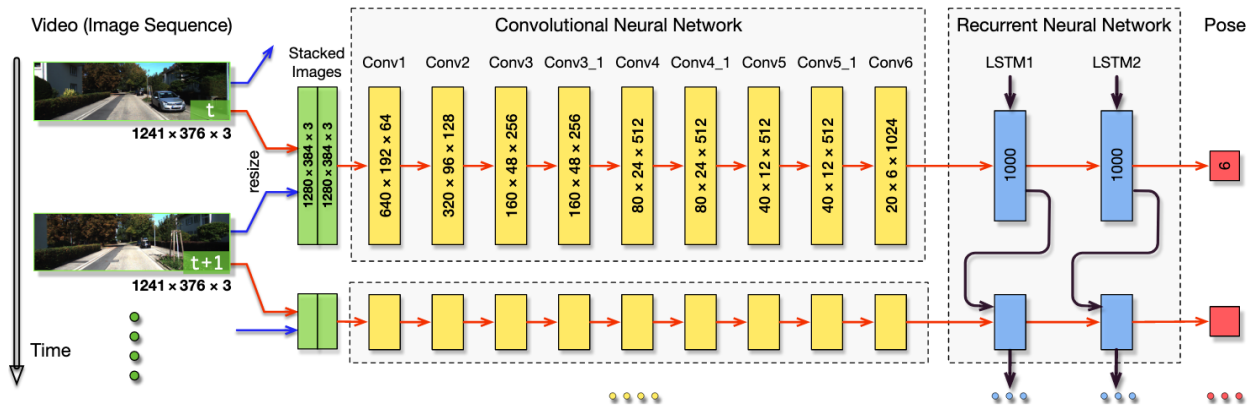 Video (Image Sequence)
Convolutional Neural Network
Recurrent Neural Network
Pose
Stacked
Images
Conv1
Conv2
Conv3
Conv3_1
Conv4
Conv4_1
Conv5
Conv5_1
Conv6
LSTM1
LSTM2
t
1241 × 376 × 3
resize
1280 × 384 × 3
1280 × 384 × 3
640 × 192 × 64
320 × 96 × 128
160 × 48 × 256
160 × 48 × 256
80 × 24 × 512
80 × 24 × 512
40 × 12 × 512
40 × 12 × 512
20 × 6 × 1024
1000
1000
6
t+1
1241 × 376 × 3
Time